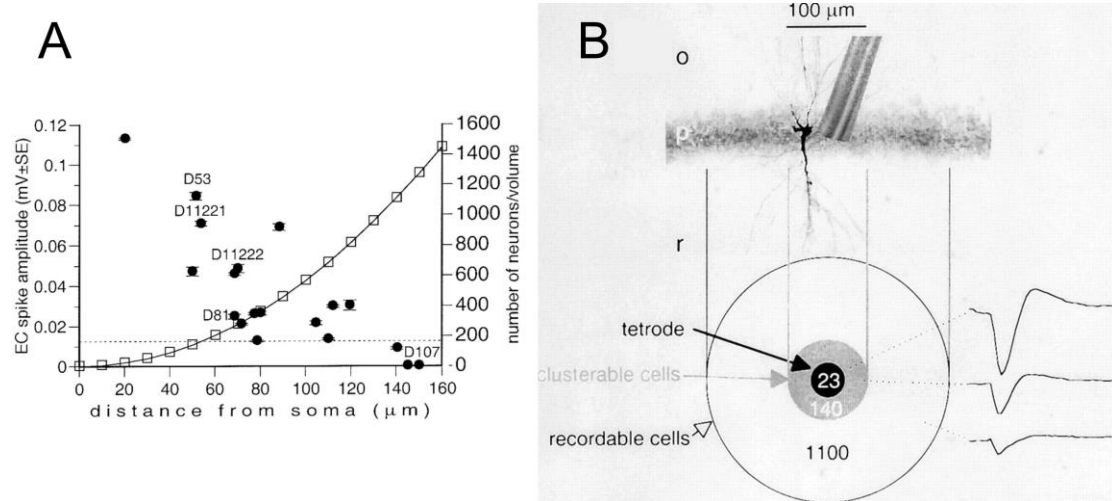 A
EC spike amplitude (mV±SE)
0.12
0.1
0.08
0.06
0.04
0.02
0
D53
D11221
D11222
D81
D107
1600
1400
1200
1000
800
600
400
200
0
number of neurons/volume
0 20 40 60 80 100 120 140 160
distance from soma (µm)
B
100 µm
o
p
r
tetrode
clusterable cells
recordable cells
23
140
1100